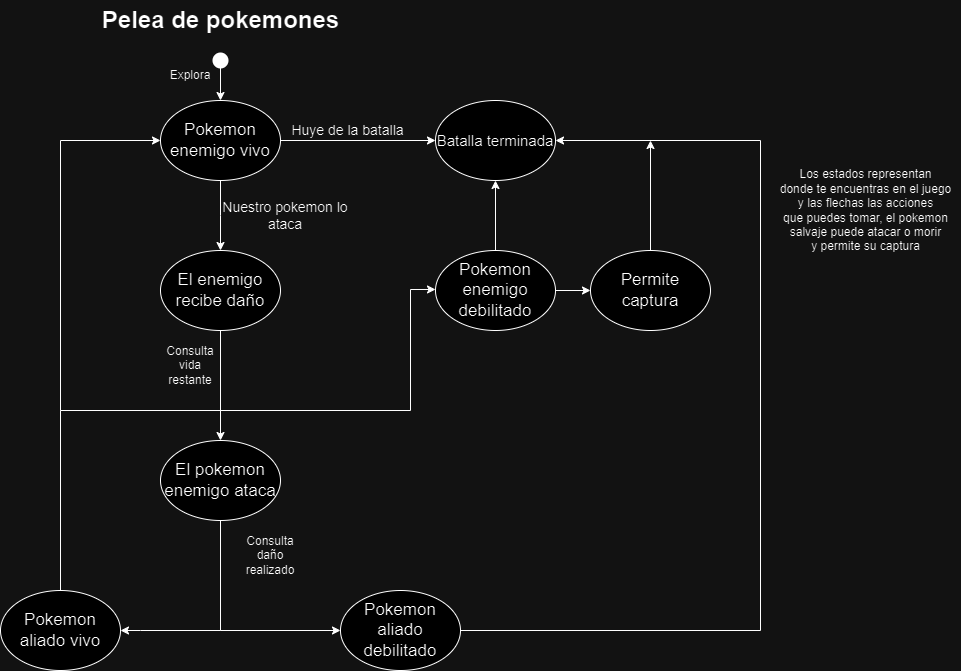 Pelea de pokemones
Explora
Pokemon
enemigo vivo
Huye de la batalla
Batalla terminada
Los estados representan
donde te encuentras en el juego
y las flechas las acciones
que puedes tomar, el pokemon
salvaje puede atacar o morir
y permite su captura
Nuestro pokemon lo
ataca
El enemigo
recibe daño
Pokemon
enemigo
debilitado
Permite
captura
Consulta
vida
restante
El pokemon
enemigo ataca
Consulta
daño
realizado
Pokemon
aliado vivo
Pokemon
aliado
debilitado